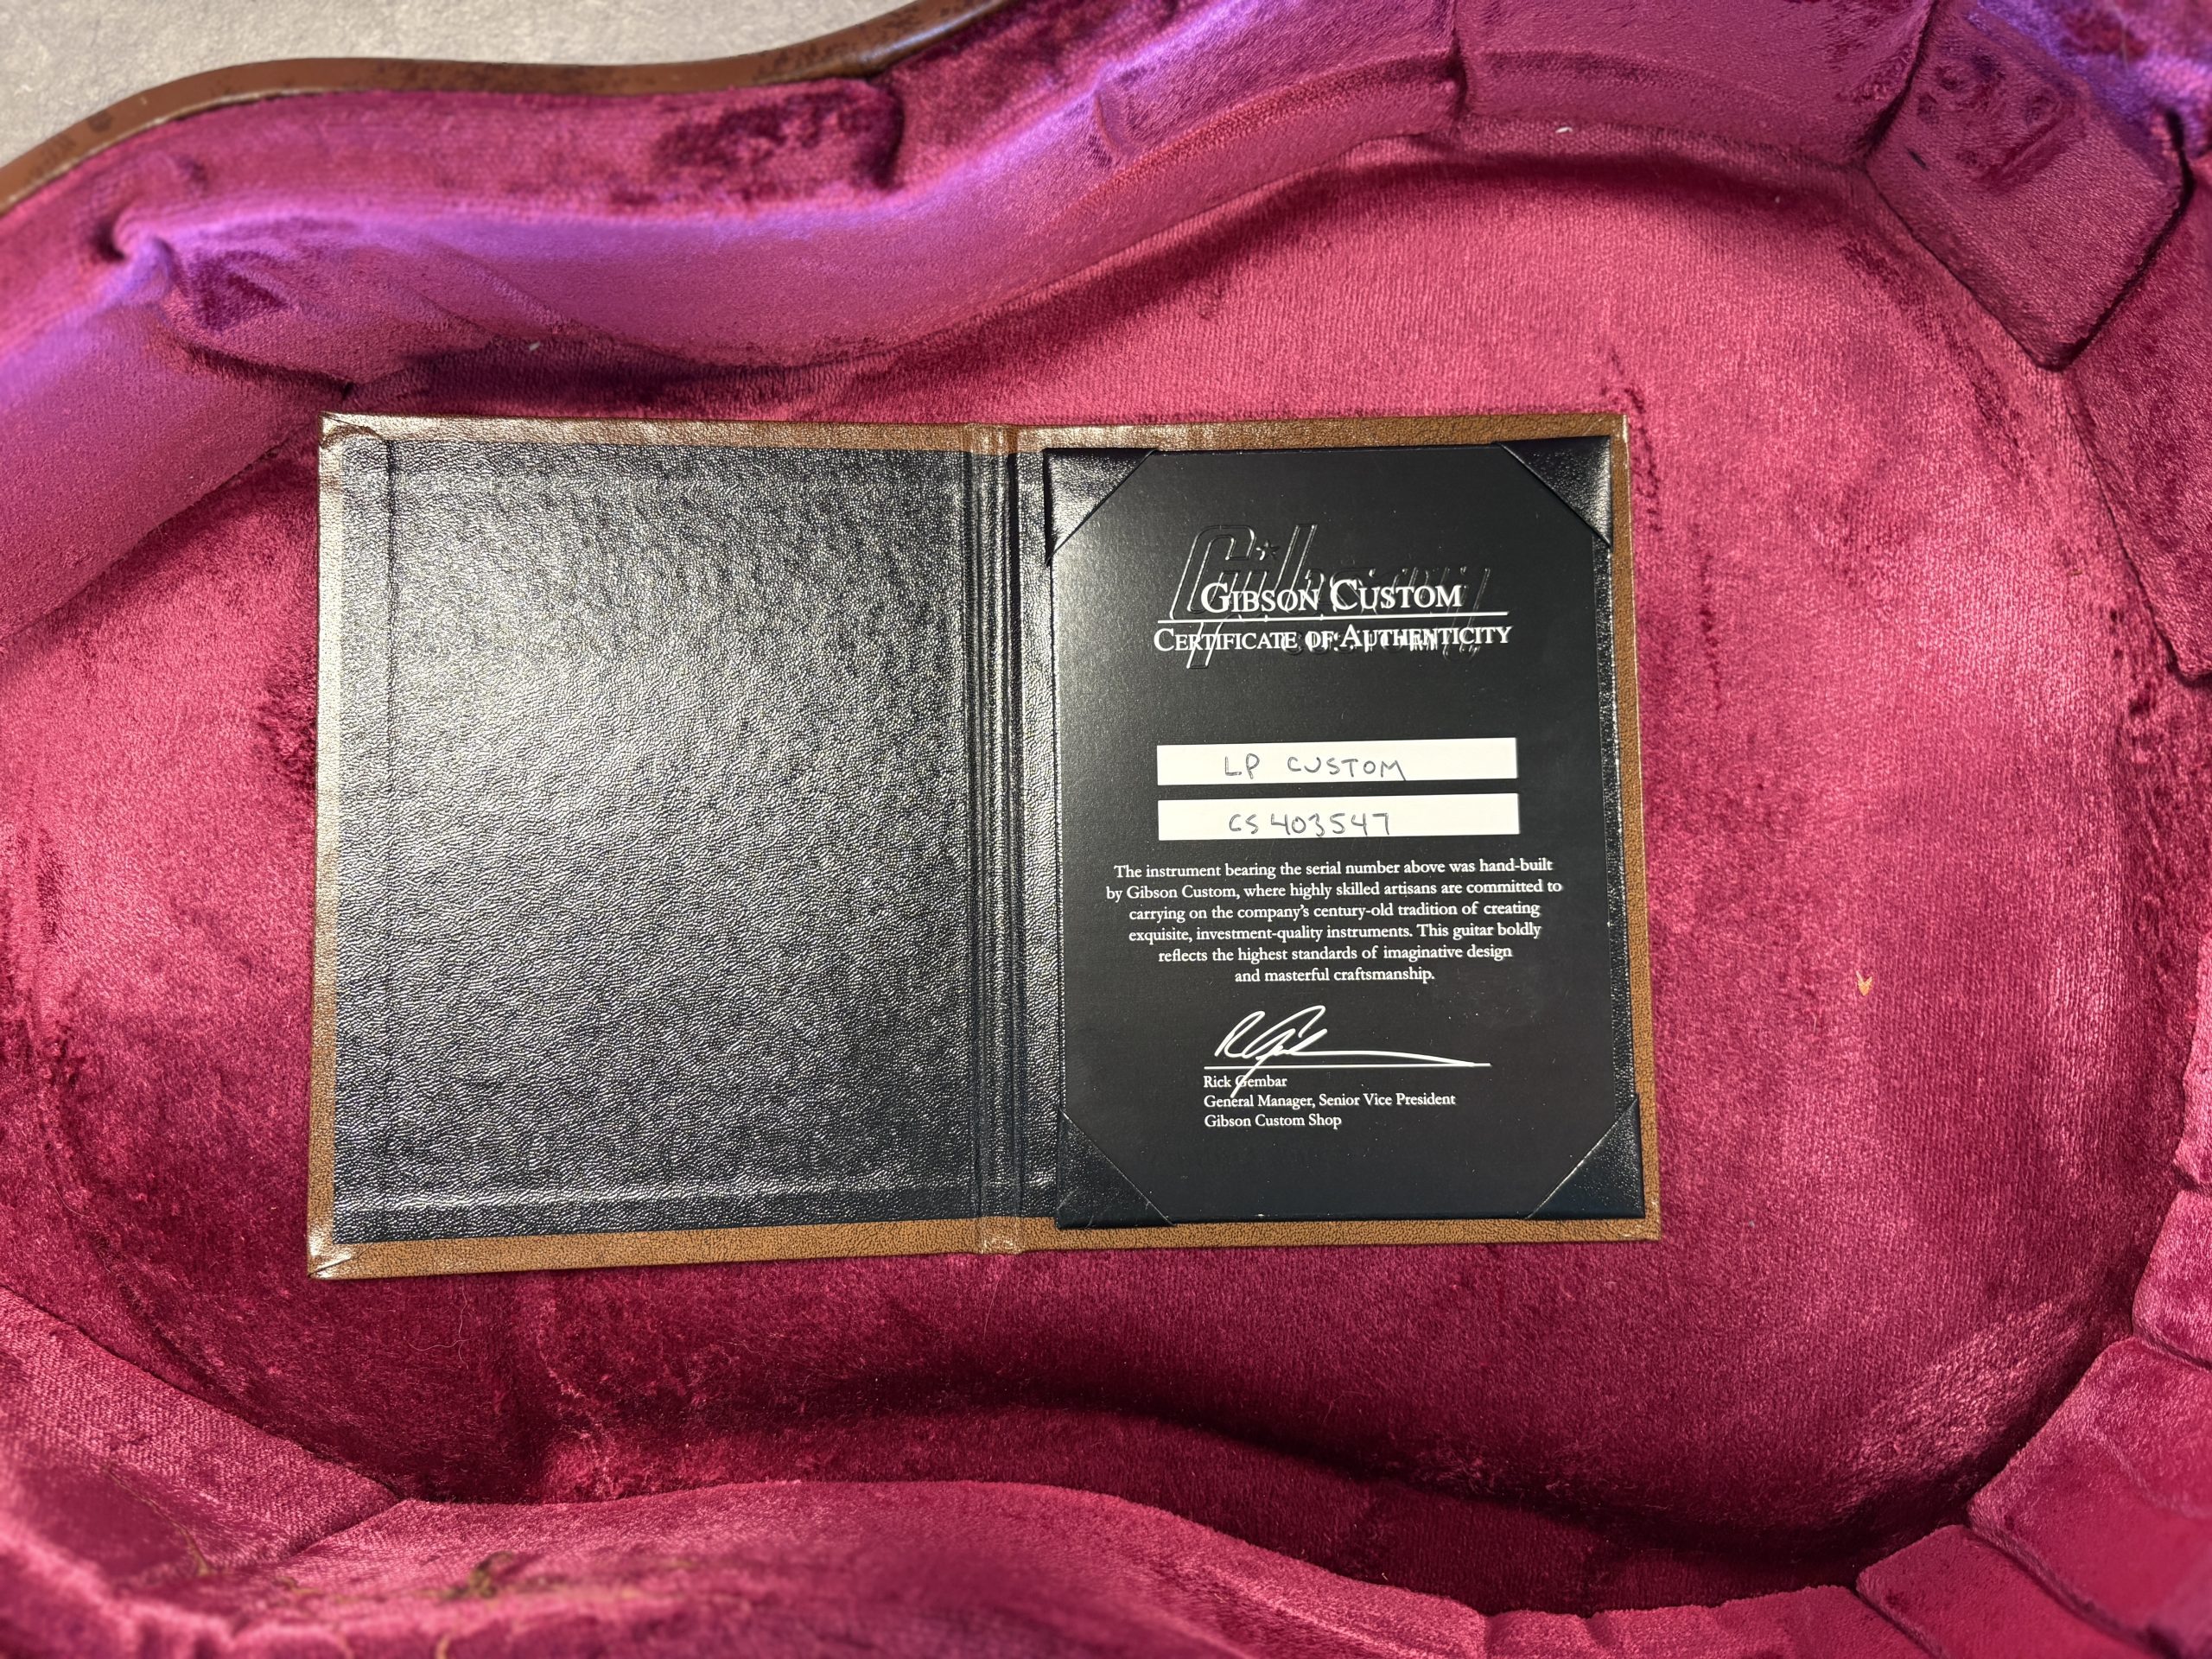 Gibson
Custom
GIBSON CUSTOM
CERTIFICATE OF AUTHENTICITY
LP CUSTOM
CS 403547
The instrument bearing the serial number above was hand-built
by Gibson Custom, where highly skilled artisans are committed to
carrying on the company's century-old tradition of creating
exquisite, investment-quality instruments. This guitar boldly
reflects the highest standards of imaginative design
and masterful craftsmanship.
Rick Gembar
General Manager, Senior Vice President
Gibson Custom Shop